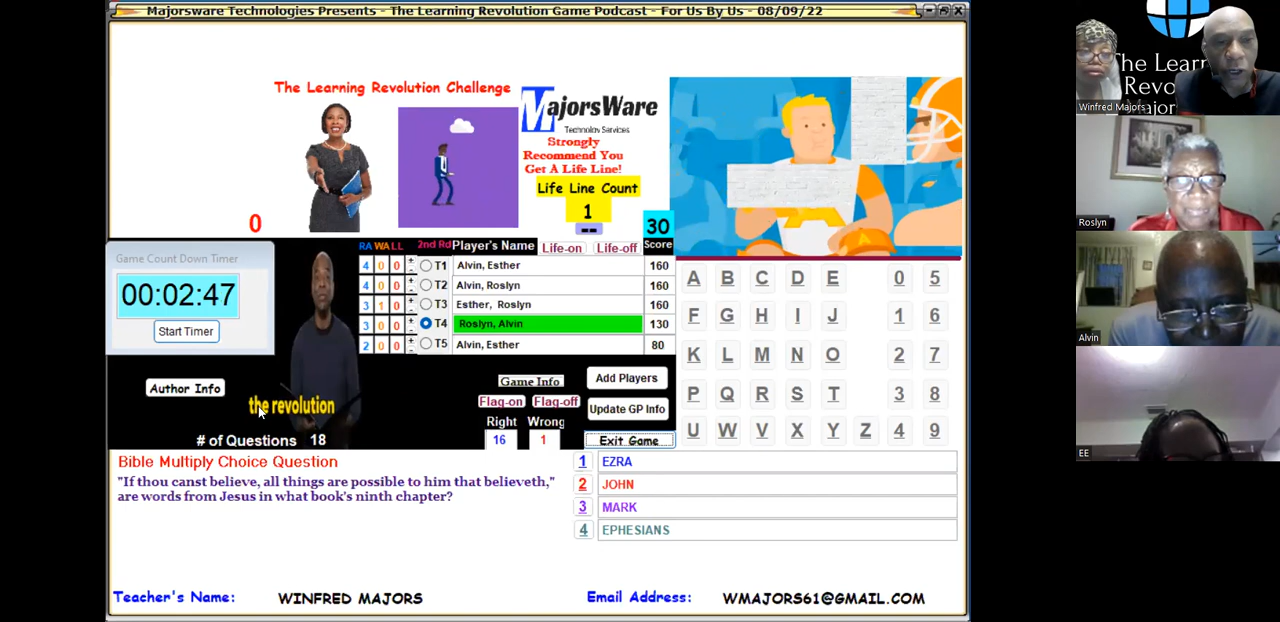 Majorsware Technologies Presents - The Learning Revolution Game Podcast - For Us By Us - 08/09/22
The Learning Revolution Challenge
MajorsWare
Technology Services
Strongly
Recommend You
Get A Life Line!
Life Line Count
1
--
0
30
Game Count Down Timer
00:02:47
Start Timer
Author Info
the revolution
# of Questions 18
RA WA LL 2nd Rd Player's Name Life-on Life-off Score
4 0 0 + - T1 Alvin, Esther 160
4 0 0 + - T2 Alvin, Roslyn 160
3 1 0 + - T3 Esther, Roslyn 160
3 0 0 + - T4 Roslyn, Alvin 130
2 0 0 + - T5 Alvin, Esther 80
Game Info
Flag-on Flag-off
Right Wrong
16 1
Add Players
Update GP Info
Exit Game
A B C D E 0 5
F G H I J 1 6
K L M N O 2 7
P Q R S T 3 8
U W V X Y Z 4 9
Bible Multiply Choice Question
"If thou canst believe, all things are possible to him that believeth,"
are words from Jesus in what book's ninth chapter?
1 EZRA
2 JOHN
3 MARK
4 EPHESIANS
Teacher's Name: WINFRED MAJORS
Email Address: WMAJORS61@GMAIL.COM
The Learn
Revo
Major
Winfred Majors
Roslyn
Alvin
EE